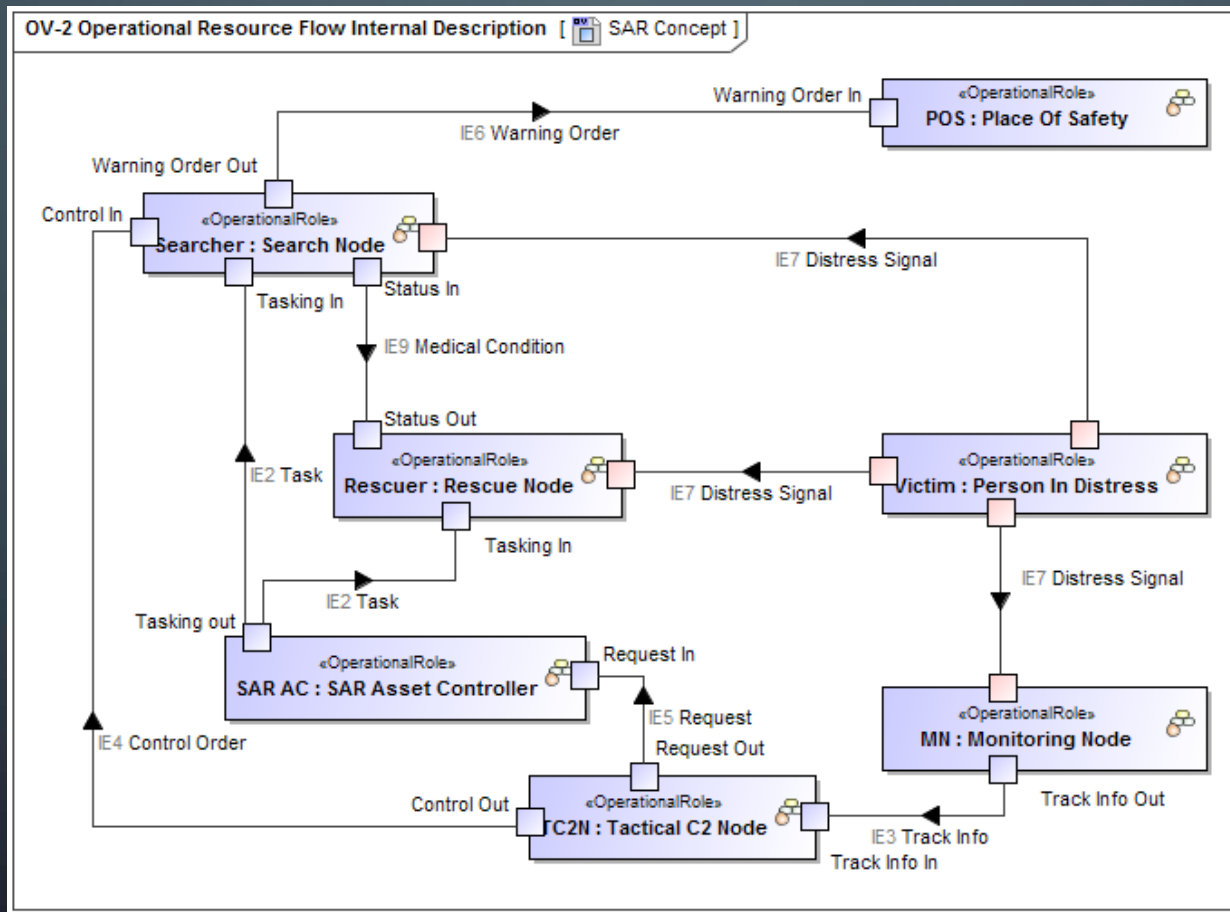 OV-2 Operational Resource Flow Internal Description [ OV SAR Concept ]
Warning Order In
«OperationalRole»
POS : Place Of Safety
IE6 Warning Order
Warning Order Out
Control In
«OperationalRole»
Searcher : Search Node
IE7 Distress Signal
Tasking In
Status In
IE9 Medical Condition
Status Out
«OperationalRole»
Rescuer : Rescue Node
«OperationalRole»
Victim : Person In Distress
IE2 Task
IE7 Distress Signal
Tasking In
IE7 Distress Signal
IE2 Task
Tasking out
«OperationalRole»
SAR AC : SAR Asset Controller
Request In
IE5 Request
Request Out
«OperationalRole»
MN : Monitoring Node
IE4 Control Order
Control Out
«OperationalRole»
TC2N : Tactical C2 Node
Track Info Out
IE3 Track Info
Track Info In